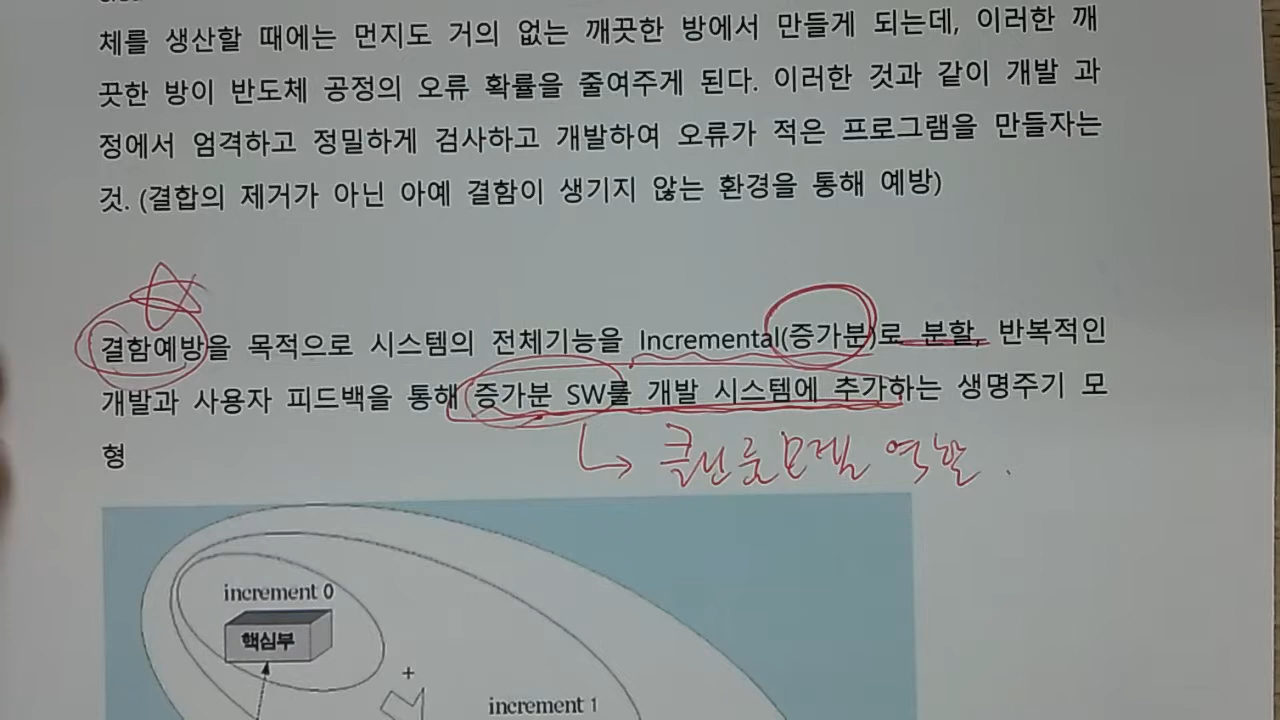 체를 생산할 때에는 먼지도 거의 없는 깨끗한 방에서 만들게 되는데, 이러한 깨
끗한 방이 반도체 공정의 오류 확률을 줄여주게 된다. 이러한 것과 같이 개발 과
정에서 엄격하고 정밀하게 검사하고 개발하여 오류가 적은 프로그램을 만들자는
것. (결합의 제거가 아닌 아예 결함이 생기지 않는 환경을 통해 예방)
결함예방을 목적으로 시스템의 전체기능을 Incremental(증가분)로 분할, 반복적인
개발과 사용자 피드백을 통해 증가분 SW를 개발 시스템에 추가하는 생명주기 모
형
클린룸모델 역할.
increment 0
핵심부
+
increment 1